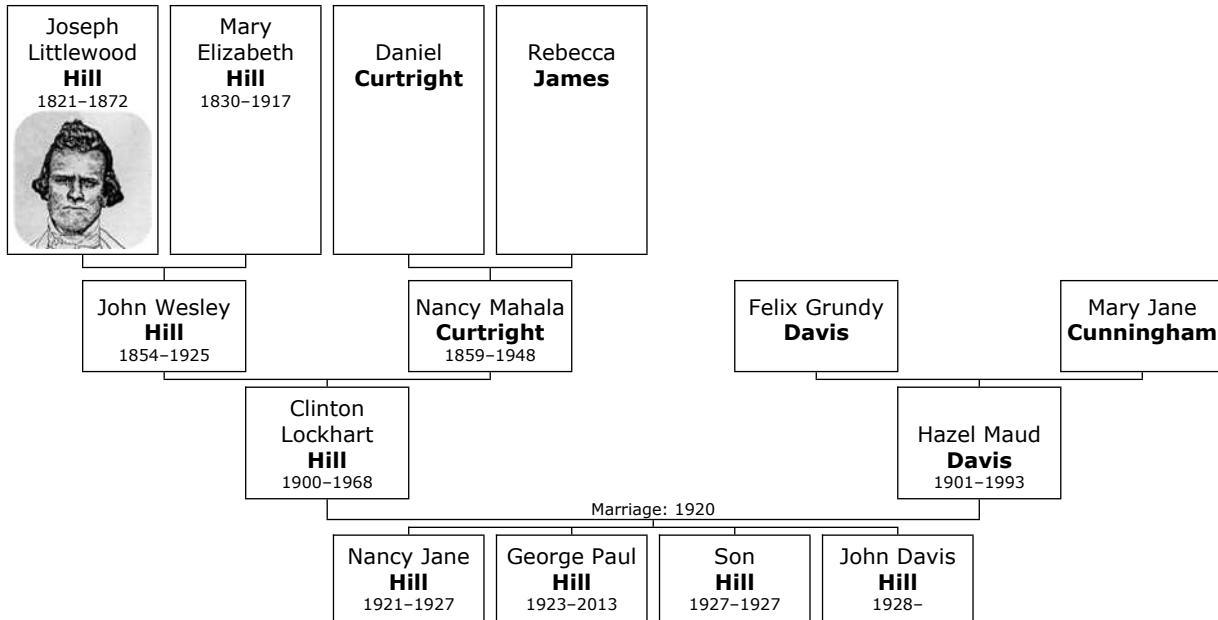 Joseph
Littlewood
Hill
1821–1872
Mary
Elizabeth
Hill
1830–1917
Daniel
Curtright
Rebecca
James
John Wesley
Hill
1854–1925
Nancy Mahala
Curtright
1859–1948
Felix Grundy
Davis
Mary Jane
Cunningham
Clinton
Lockhart
Hill
1900–1968
Hazel Maud
Davis
1901–1993
Marriage: 1920
Nancy Jane
Hill
1921–1927
George Paul
Hill
1923–2013
Son
Hill
1927–1927
John Davis
Hill
1928–